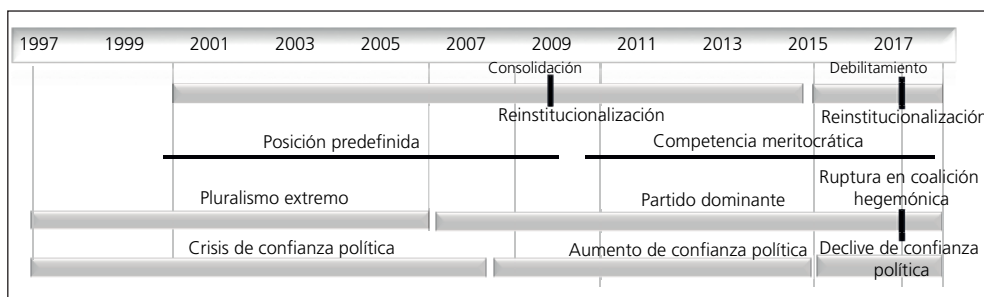 1997 1999 2001 2003 2005 2007 2009 2011 2013 2015 2017
Consolidación Debilitamiento
Reinstitucionalización Reinstitucionalización
Posición predefinida Competencia meritocrática
Ruptura en coalición
Pluralismo extremo Partido dominante hegemónica
Crisis de confianza política Aumento de confianza política Declive de confianza
política